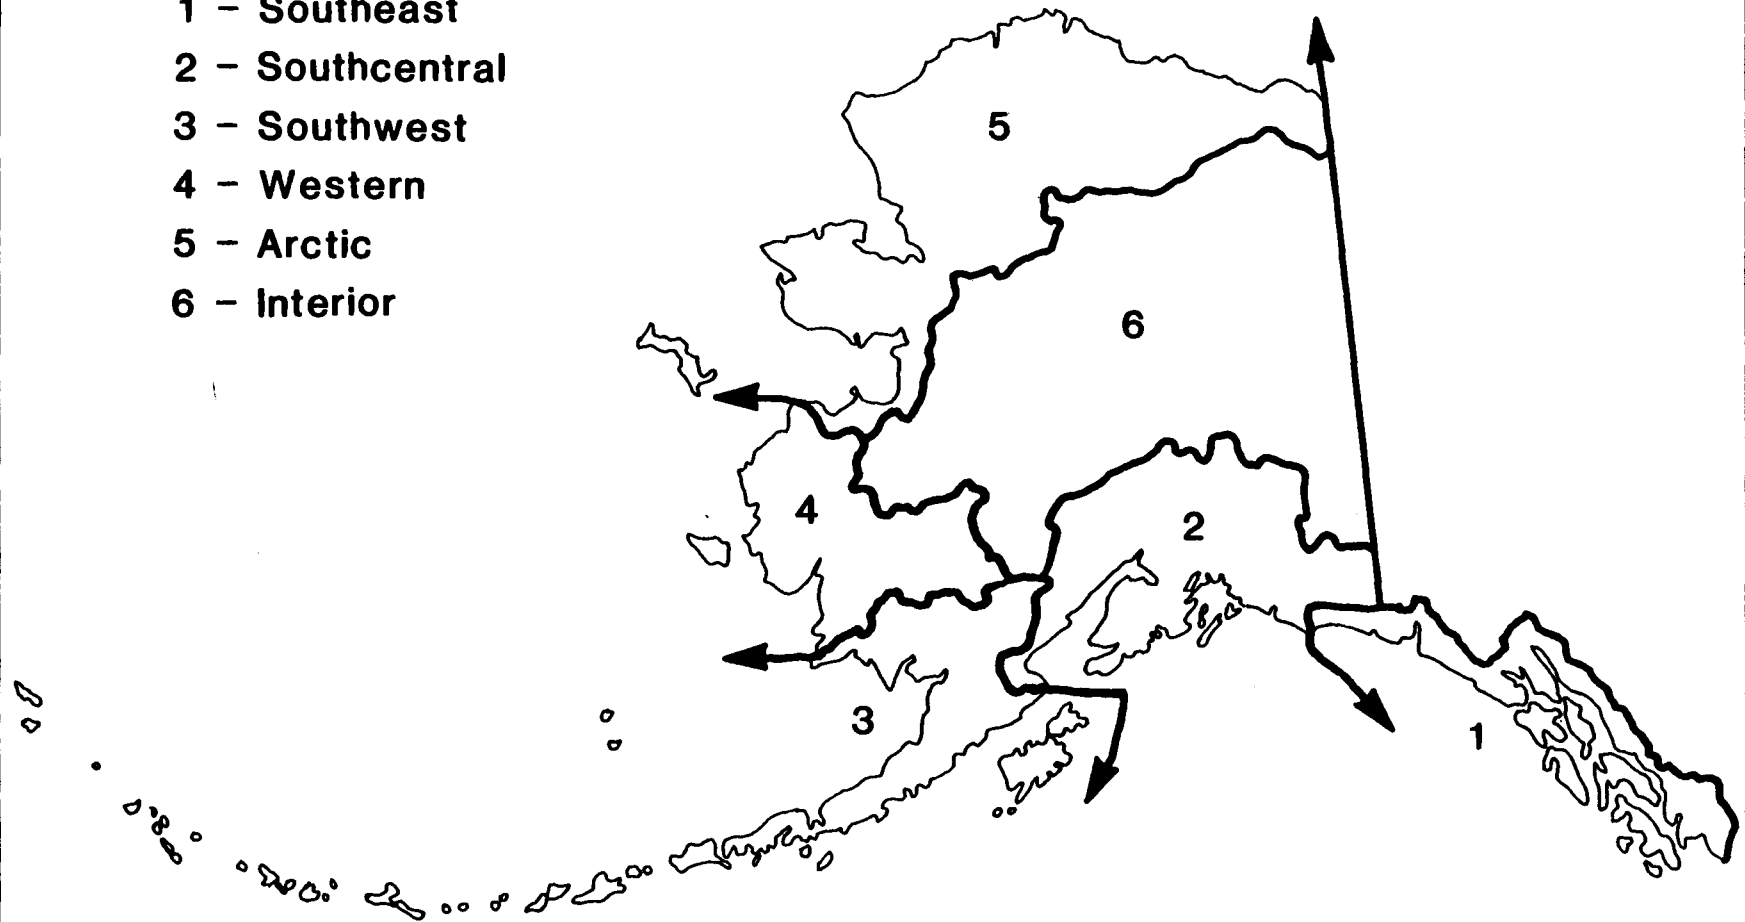 1 - Southeast
2 - Southcentral
3 - Southwest
4 - Western
5 - Arctic
6 - Interior
5
6
4
2
3
1